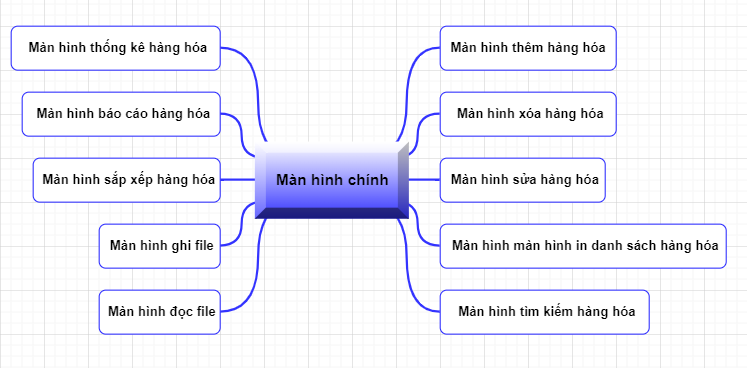 Màn hình thống kê hàng hóa
Màn hình thêm hàng hóa
Màn hình báo cáo hàng hóa
Màn hình xóa hàng hóa
Màn hình chính
Màn hình sắp xếp hàng hóa
Màn hình sửa hàng hóa
Màn hình ghi file
Màn hình màn hình in danh sách hàng hóa
Màn hình đọc file
Màn hình tìm kiếm hàng hóa